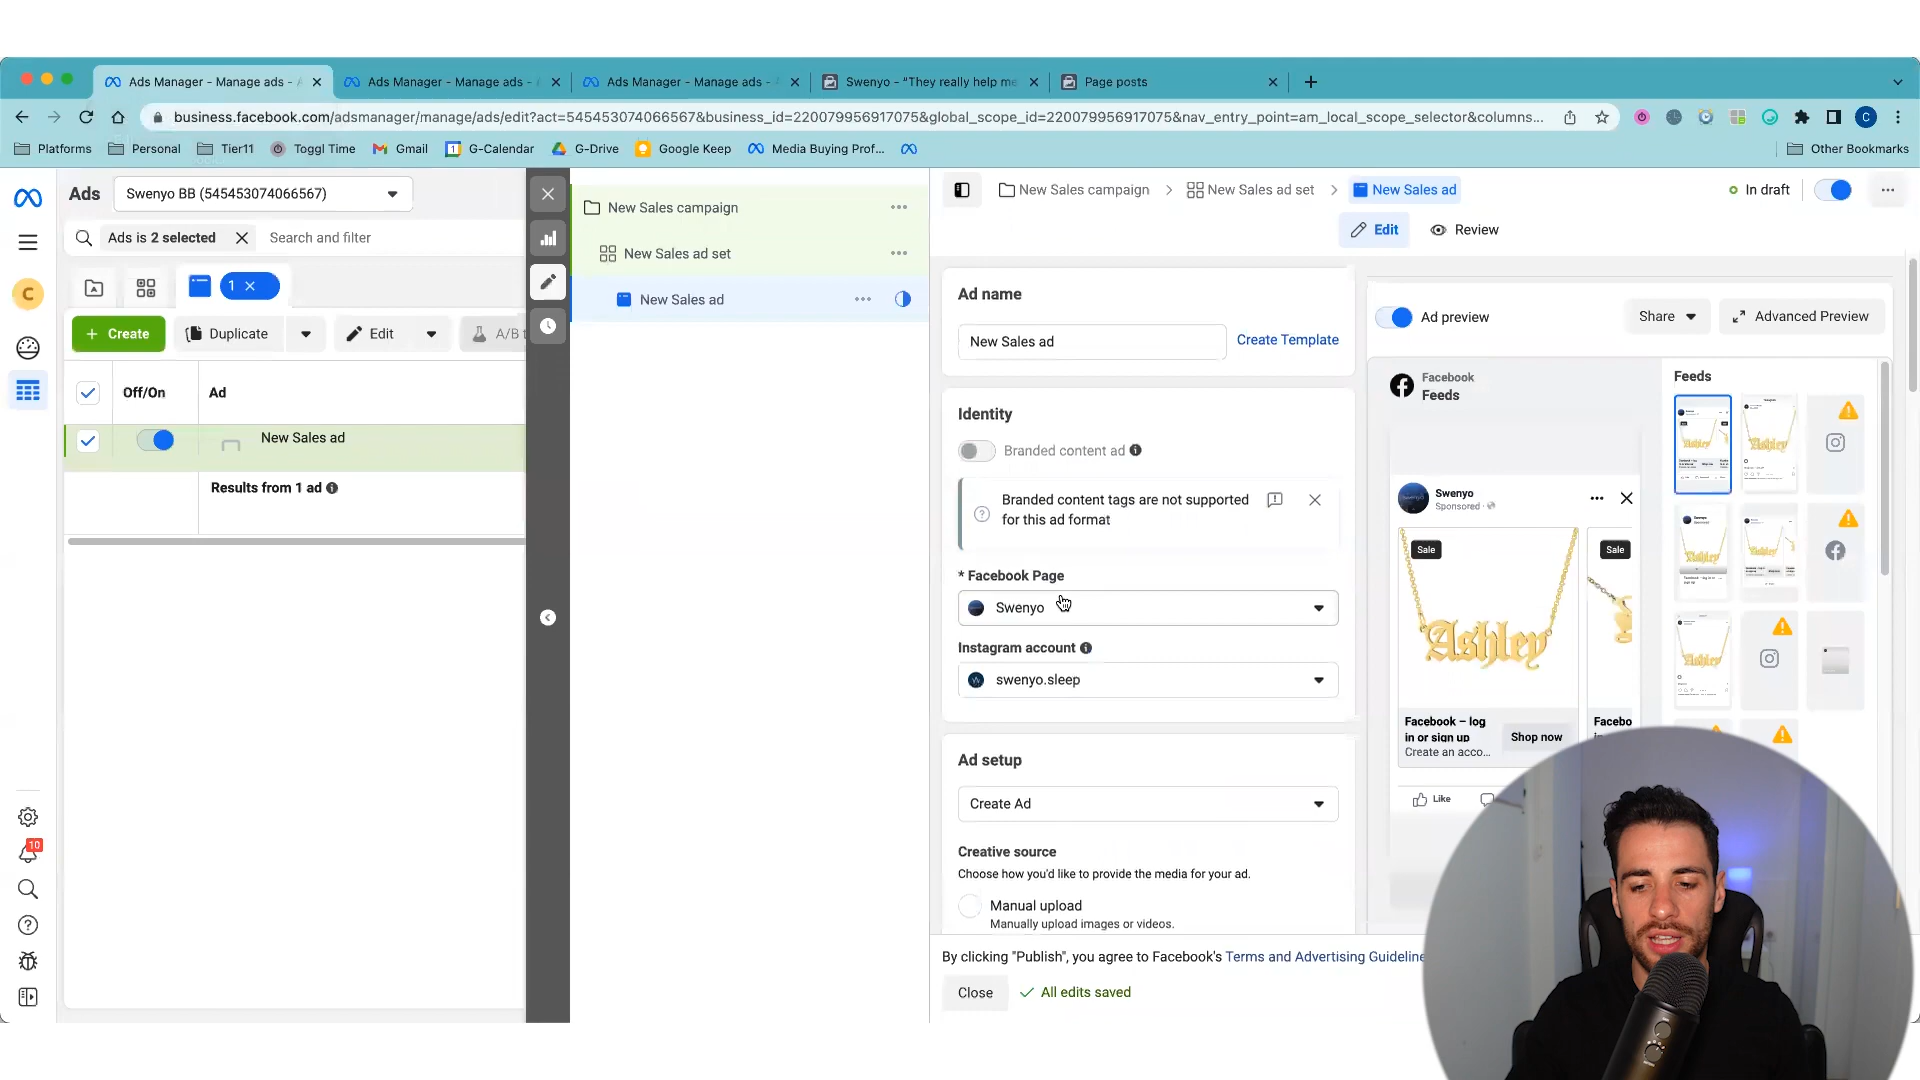 Ads Manager - Manage ads -
Ads Manager - Manage ads -
Ads Manager - Manage ads -
Swenyo - "They really help me
Page posts
business.facebook.com/adsmanager/manage/ads/edit?act=545453074066567&business_id=220079956917075&global_scope_id=220079956917075&nav_entry_point=am_local_scope_selector&columns...
C
Platforms
Personal
Tier11
Toggl Time
Gmail
1
G-Calendar
G-Drive
Google Keep
Media Buying Prof...
Other Bookmarks
Ads
Swenyo BB (545453074066567)
Ads is 2 selected
Search and filter
C
1
+ Create
Duplicate
Edit
A/B t
Off/On
Ad
New Sales ad
Results from 1 ad
10
New Sales campaign
New Sales ad set
New Sales ad
New Sales campaign
New Sales ad set
New Sales ad
In draft
Edit
Review
Ad name
New Sales ad
Create Template
Identity
Branded content ad
Branded content tags are not supported
for this ad format
* Facebook Page
Swenyo
Instagram account
swenyo.sleep
Ad setup
Create Ad
Creative source
Choose how you'd like to provide the media for your ad.
Manual upload
Manually upload images or videos.
By clicking "Publish", you agree to Facebook's Terms and Advertising Guideline
Close
All edits saved
Ad preview
Share
Advanced Preview
Facebook
Feeds
Swenyo
Sponsored
Sale
Sale
Ashley
Facebook – log
in or sign up
Create an acco...
Shop now
Facebo
Like
Feeds